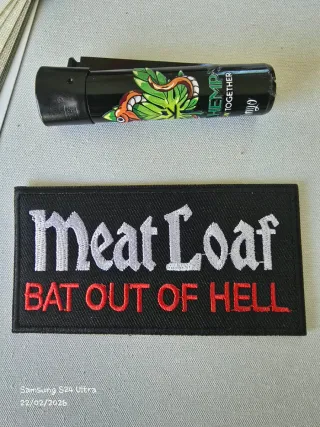 HEMP
TOGETHER
Meat Loaf
BAT OUT OF HELL
Samsung S24 Ultra
22/02/2026